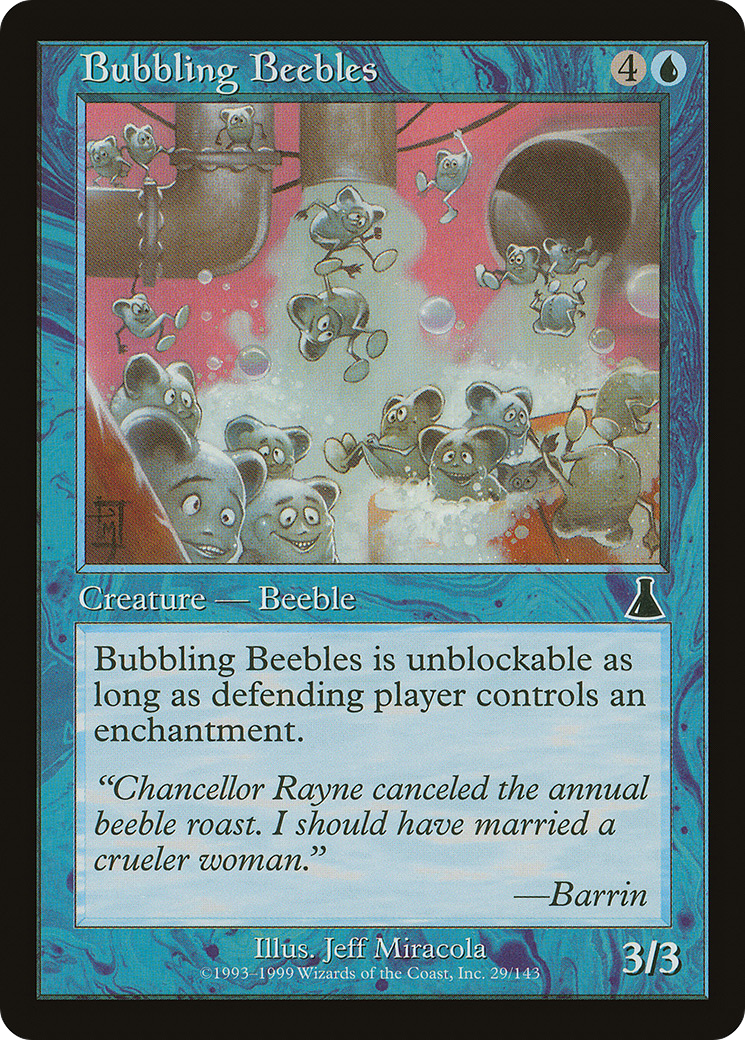 Bubbling Beebles
4
Creature — Beeble
Bubbling Beebles is unblockable as
long as defending player controls an
enchantment.
“Chancellor Rayne canceled the annual
beeble roast. I should have married a
crueler woman.”
—Barrin
Illus. Jeff Miracola
©1993–1999 Wizards of the Coast, Inc. 29/143
3/3